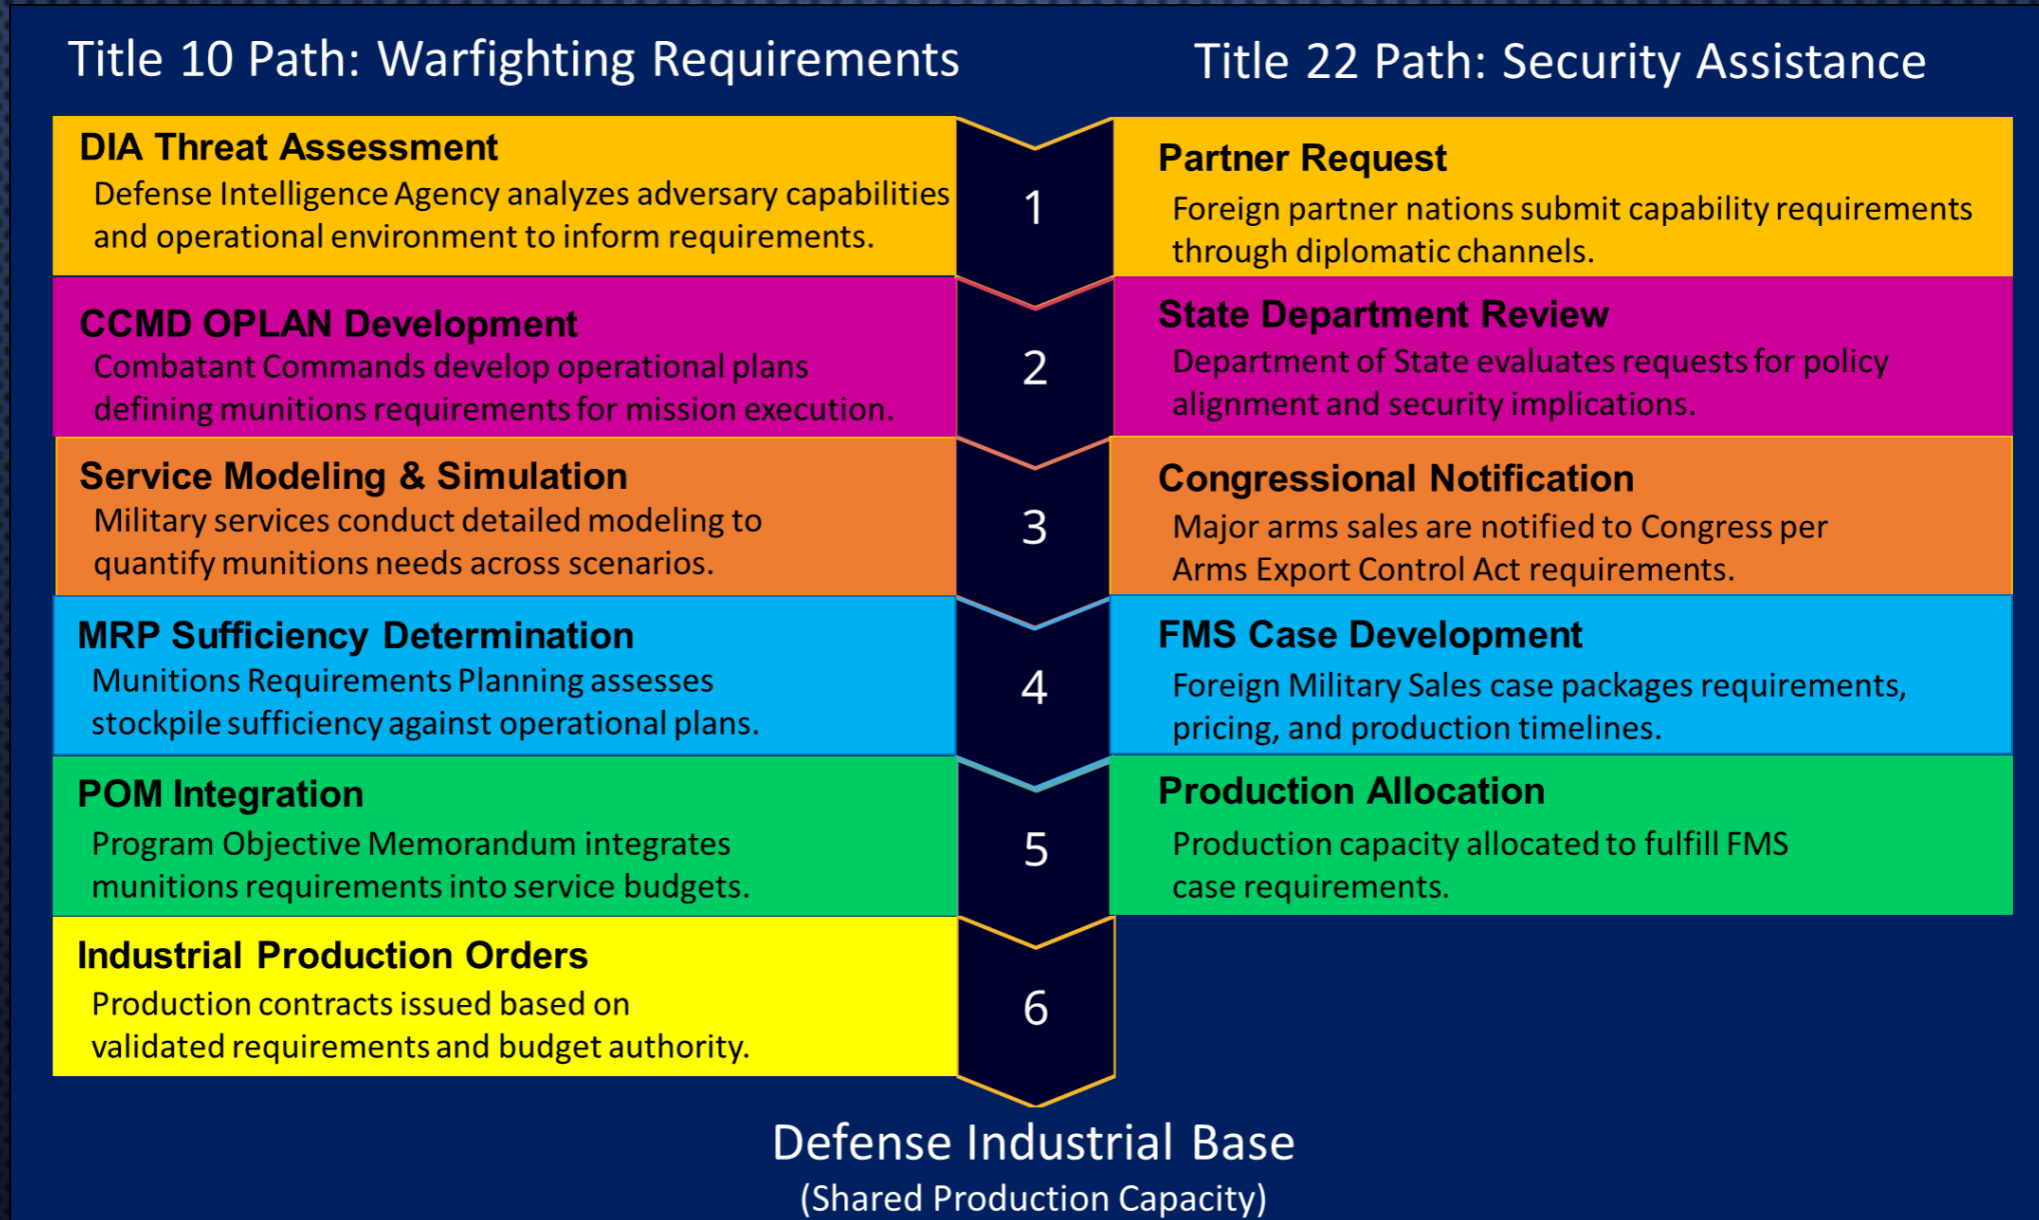 Title 10 Path: Warfighting Requirements
Title 22 Path: Security Assistance
DIA Threat Assessment
Defense Intelligence Agency analyzes adversary capabilities
and operational environment to inform requirements.
1
Partner Request
Foreign partner nations submit capability requirements
through diplomatic channels.
CCMD OPLAN Development
Combatant Commands develop operational plans
defining munitions requirements for mission execution.
2
State Department Review
Department of State evaluates requests for policy
alignment and security implications.
Service Modeling & Simulation
Military services conduct detailed modeling to
quantify munitions needs across scenarios.
3
Congressional Notification
Major arms sales are notified to Congress per
Arms Export Control Act requirements.
MRP Sufficiency Determination
Munitions Requirements Planning assesses
stockpile sufficiency against operational plans.
4
FMS Case Development
Foreign Military Sales case packages requirements,
pricing, and production timelines.
POM Integration
Program Objective Memorandum integrates
munitions requirements into service budgets.
5
Production Allocation
Production capacity allocated to fulfill FMS
case requirements.
Industrial Production Orders
Production contracts issued based on
validated requirements and budget authority.
6
Defense Industrial Base
(Shared Production Capacity)